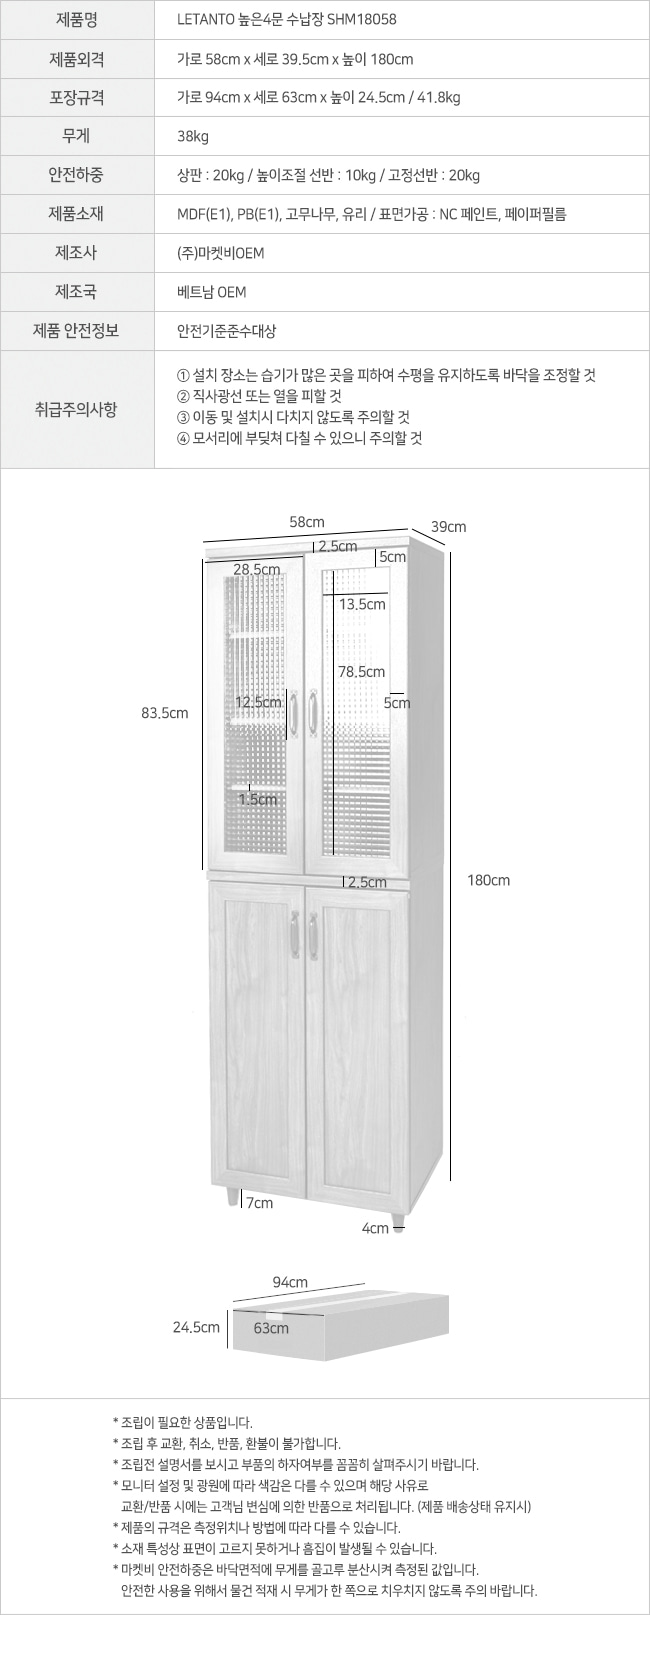 제품명 LETANTO 높은4문 수납장 SHM18058
제품외격 가로 58cm x 세로 39.5cm x 높이 180cm
포장규격 가로 94cm x 세로 63cm x 높이 24.5cm / 41.8kg
무게 38kg
안전하중 상판 : 20kg / 높이조절 선반 : 10kg / 고정선반 : 20kg
제품소재 MDF(E1), PB(E1), 고무나무, 유리 / 표면가공 : NC 페인트, 페이퍼필름
제조사 (주)마켓비OEM
제조국 베트남 OEM
제품 안전정보 안전기준준수대상
취급주의사항
① 설치 장소는 습기가 많은 곳을 피하여 수평을 유지하도록 바닥을 조정할 것
② 직사광선 또는 열을 피할 것
③ 이동 및 설치시 다치지 않도록 주의할 것
④ 모서리에 부딪쳐 다칠 수 있으니 주의할 것
58cm
39cm
2.5cm
5cm
28.5cm
13.5cm
78.5cm
12.5cm
5cm
83.5cm
1.5cm
180cm
2.5cm
7cm
4cm
94cm
24.5cm
63cm
* 조립이 필요한 상품입니다.
* 조립 후 교환, 취소, 반품, 환불이 불가합니다.
* 조립전 설명서를 보시고 부품의 하자여부를 꼼꼼히 살펴주시기 바랍니다.
* 모니터 설정 및 광원에 따라 색감은 다를 수 있으며 해당 사유로
교환/반품 시에는 고객님 변심에 의한 반품으로 처리됩니다. (제품 배송상태 유지시)
* 제품의 규격은 측정위치나 방법에 따라 다를 수 있습니다.
* 소재 특성상 표면이 고르지 못하거나 흠집이 발생될 수 있습니다.
* 마켓비 안전하중은 바닥면적에 무게를 골고루 분산시켜 측정된 값입니다.
안전한 사용을 위해서 물건 적재 시 무게가 한 쪽으로 치우치지 않도록 주의 바랍니다.